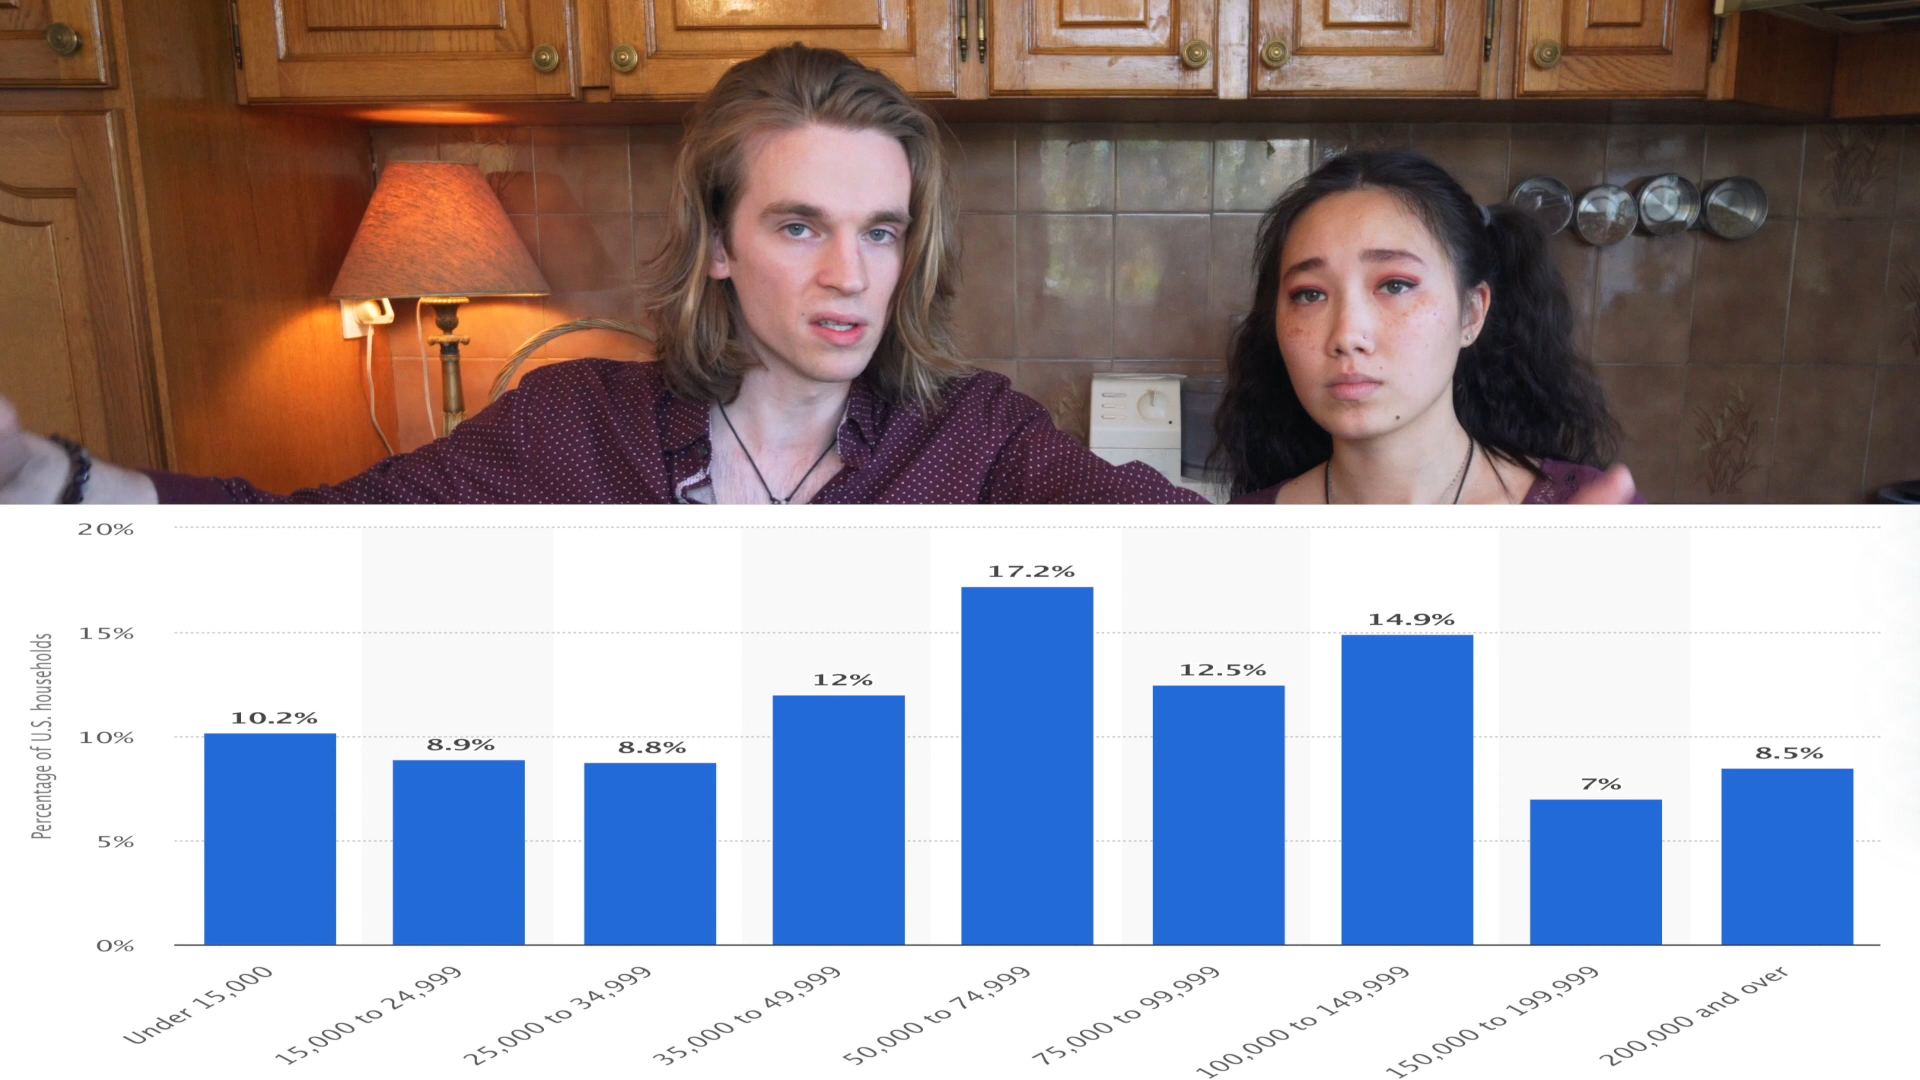 20%
15%
10%
5%
0%
Percentage of U.S. households
10.2%
8.9%
8.8%
12%
17.2%
12.5%
14.9%
7%
8.5%
Under 15,000
15,000 to 24,999
25,000 to 34,999
35,000 to 49,999
50,000 to 74,999
75,000 to 99,999
100,000 to 149,999
150,000 to 199,999
200,000 and over